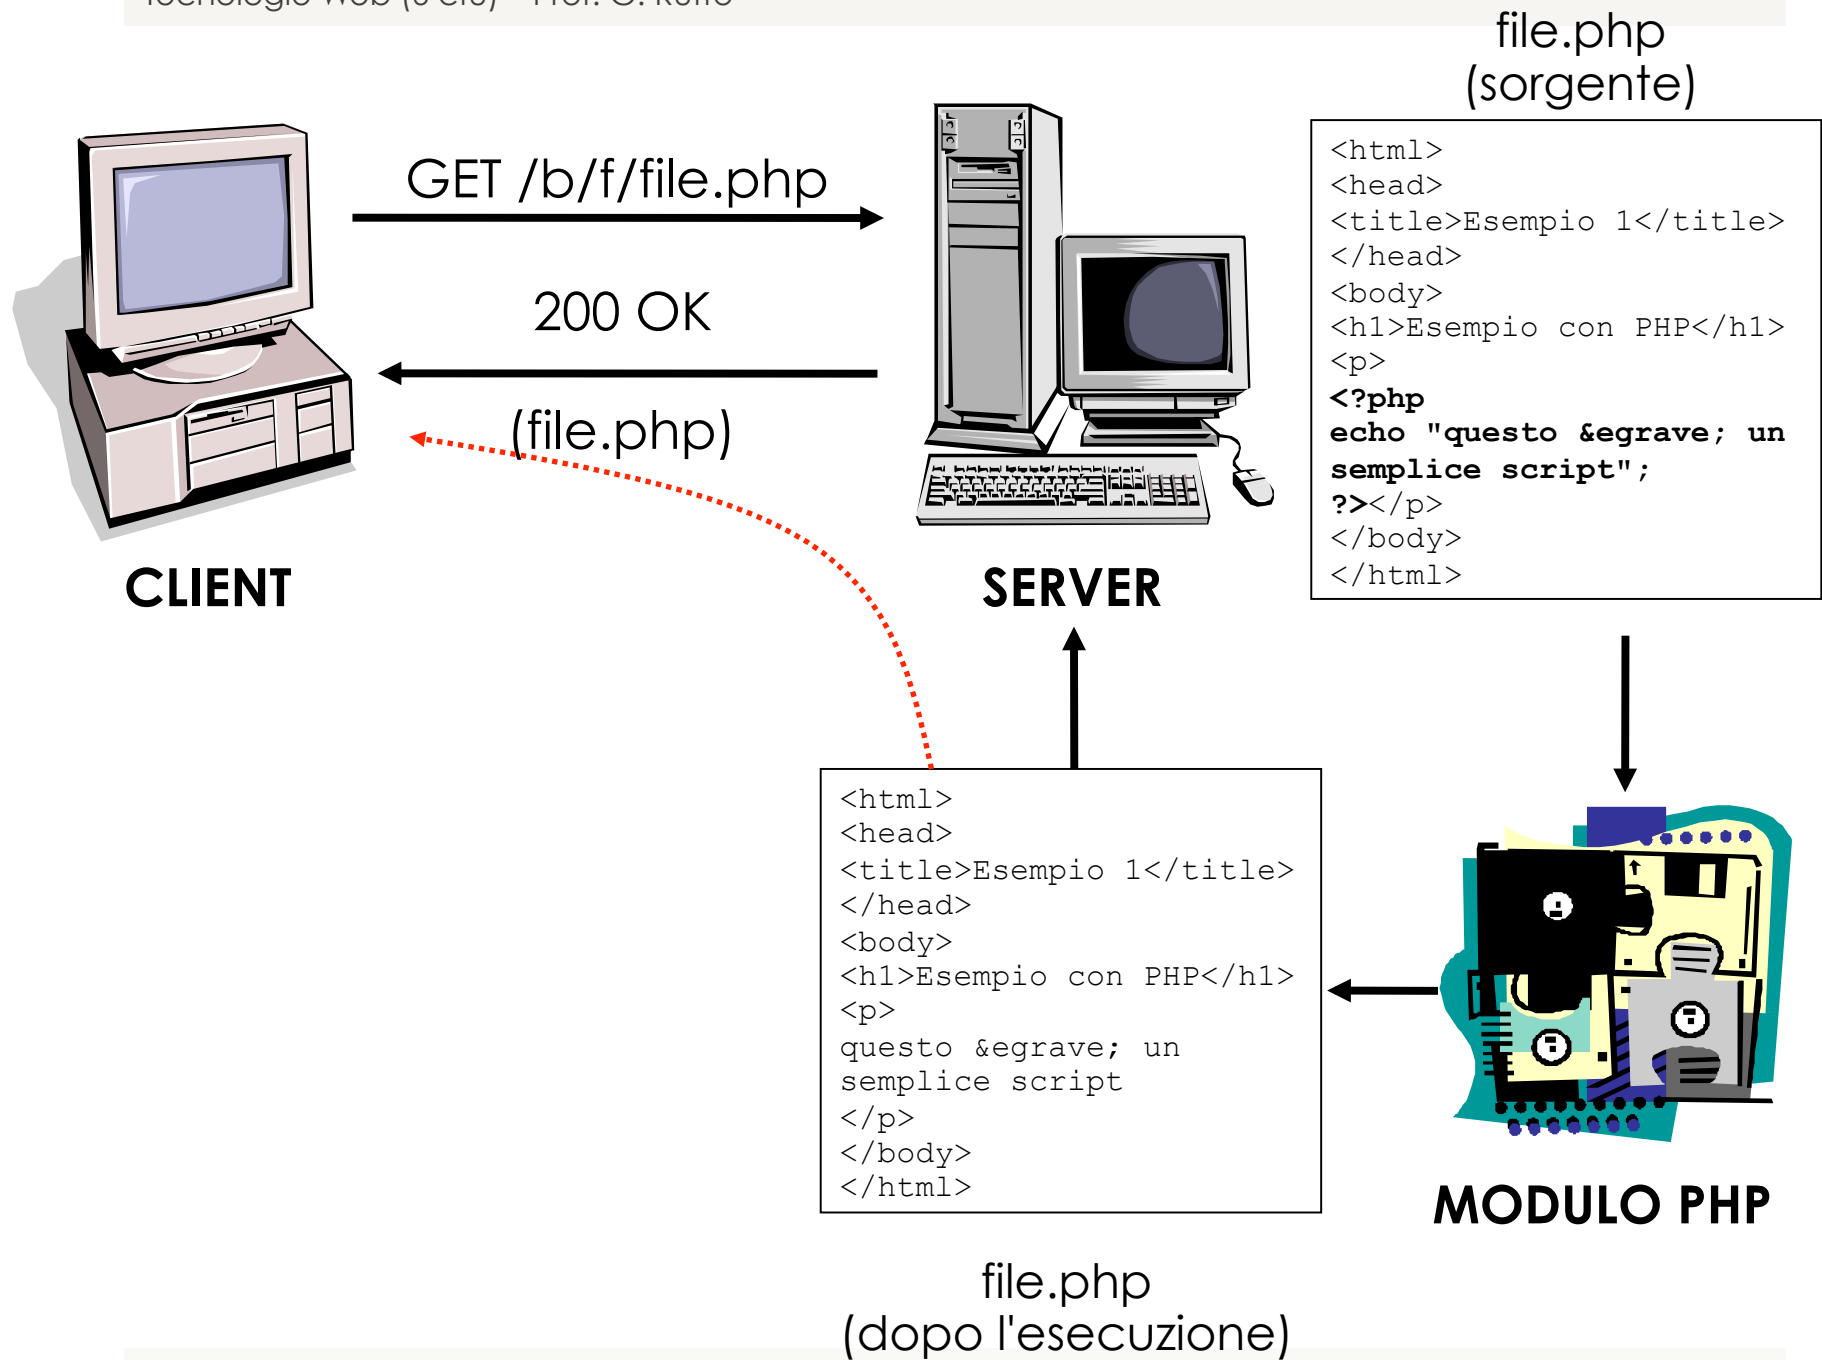 file.php
(sorgente)
GET /b/f/file.php
200 OK
(file.php)
CLIENT
SERVER
<html>
<head>
<title>Esempio 1</title>
</head>
<body>
<h1>Esempio con PHP</h1>
<p>
<?php
echo "questo &egrave; un
semplice script";
?></p>
</body>
</html>
<html>
<head>
<title>Esempio 1</title>
</head>
<body>
<h1>Esempio con PHP</h1>
<p>
questo &egrave; un
semplice script
</p>
</body>
</html>
MODULO PHP
file.php
(dopo l'esecuzione)